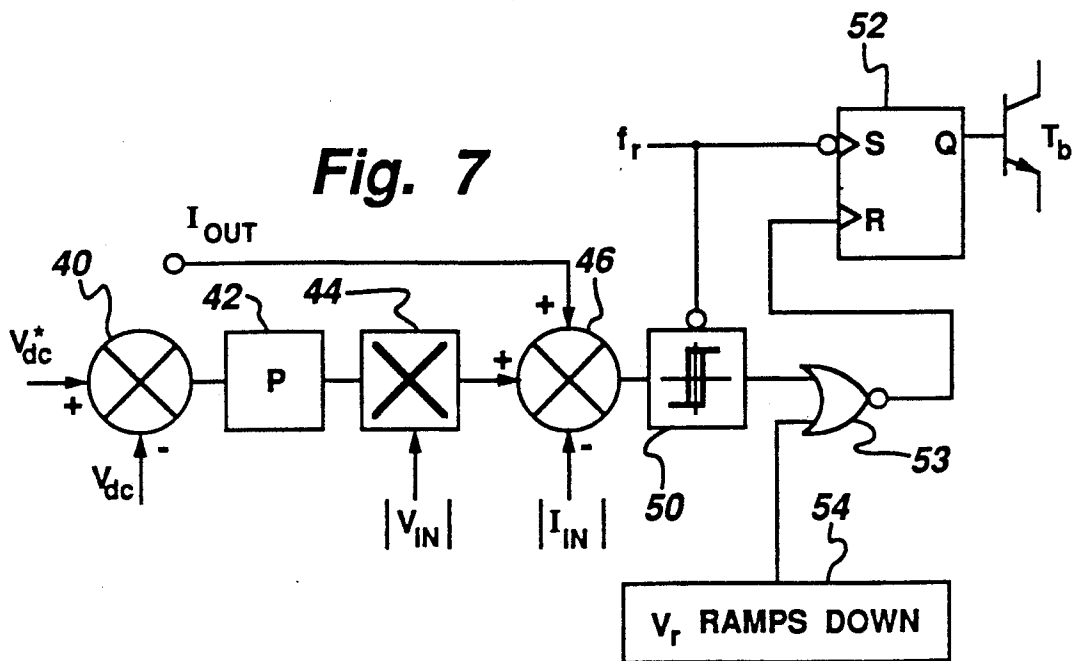 52
f_r
S
Q
T_b
R
Fig. 7
I_OUT
40
42
44
46
+
V_dc*
+
P
+
-
V_dc
-
|V_IN|
|I_IN|
50
53
54
V_r RAMPS DOWN